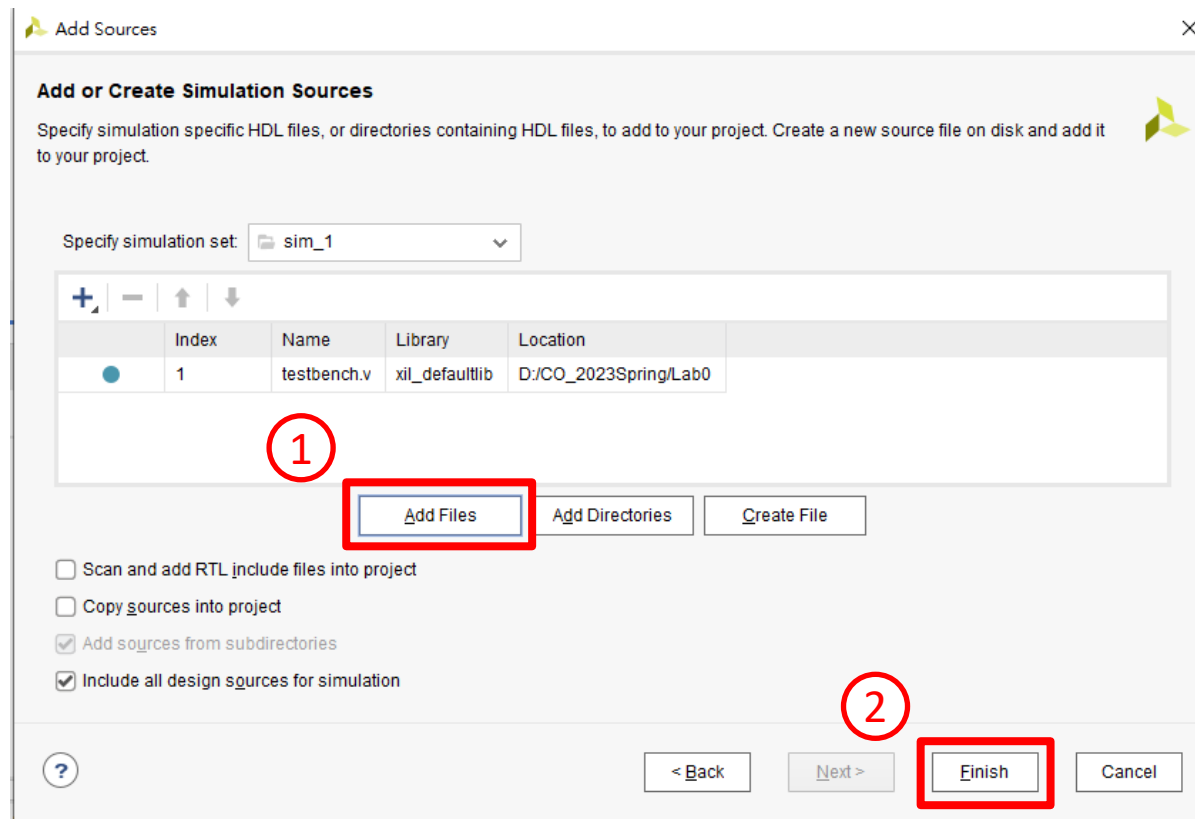 Add Sources
Add or Create Simulation Sources
Specify simulation specific HDL files, or directories containing HDL files, to add to your project. Create a new source file on disk and add it
to your project.
Specify simulation set: sim_1
Index Name Library Location
1 testbench.v xil_defaultlib D:/CO_2023Spring/Lab0
1
Add Files Add Directories Create File
Scan and add RTL include files into project
Copy sources into project
Add sources from subdirectories
Include all design sources for simulation
2
? < Back Next > Finish Cancel